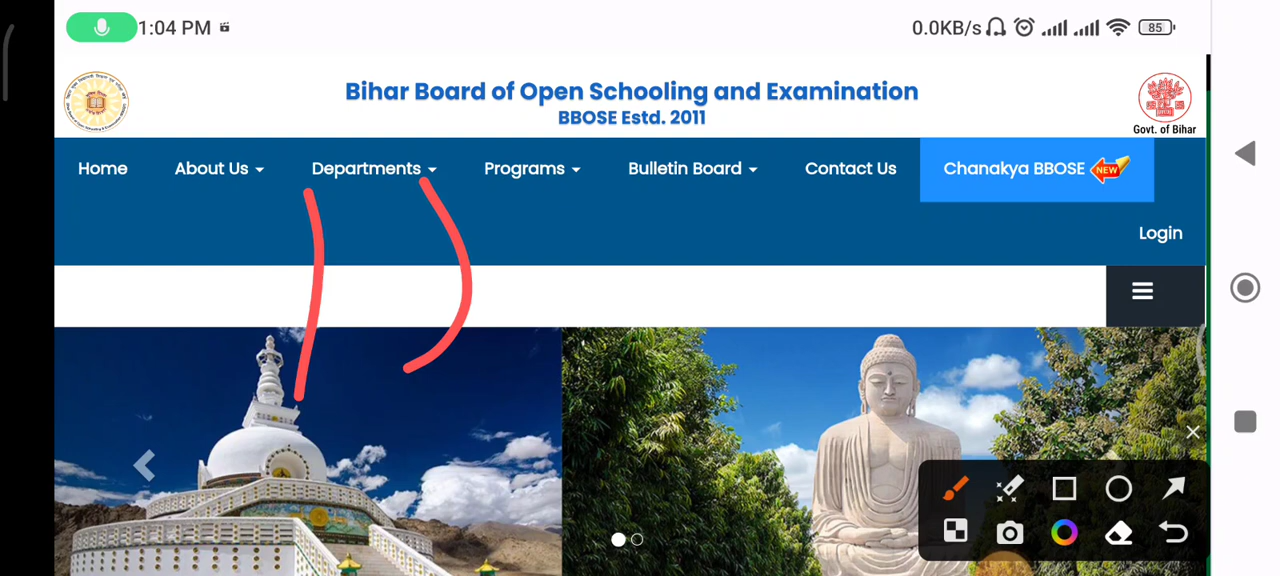 1:04 PM
0.0KB/s
85
Bihar Board of Open Schooling and Examination
BBOSE Estd. 2011
Govt. of Bihar
Home About Us Departments Programs Bulletin Board Contact Us Chanakya BBOSE NEW
Login